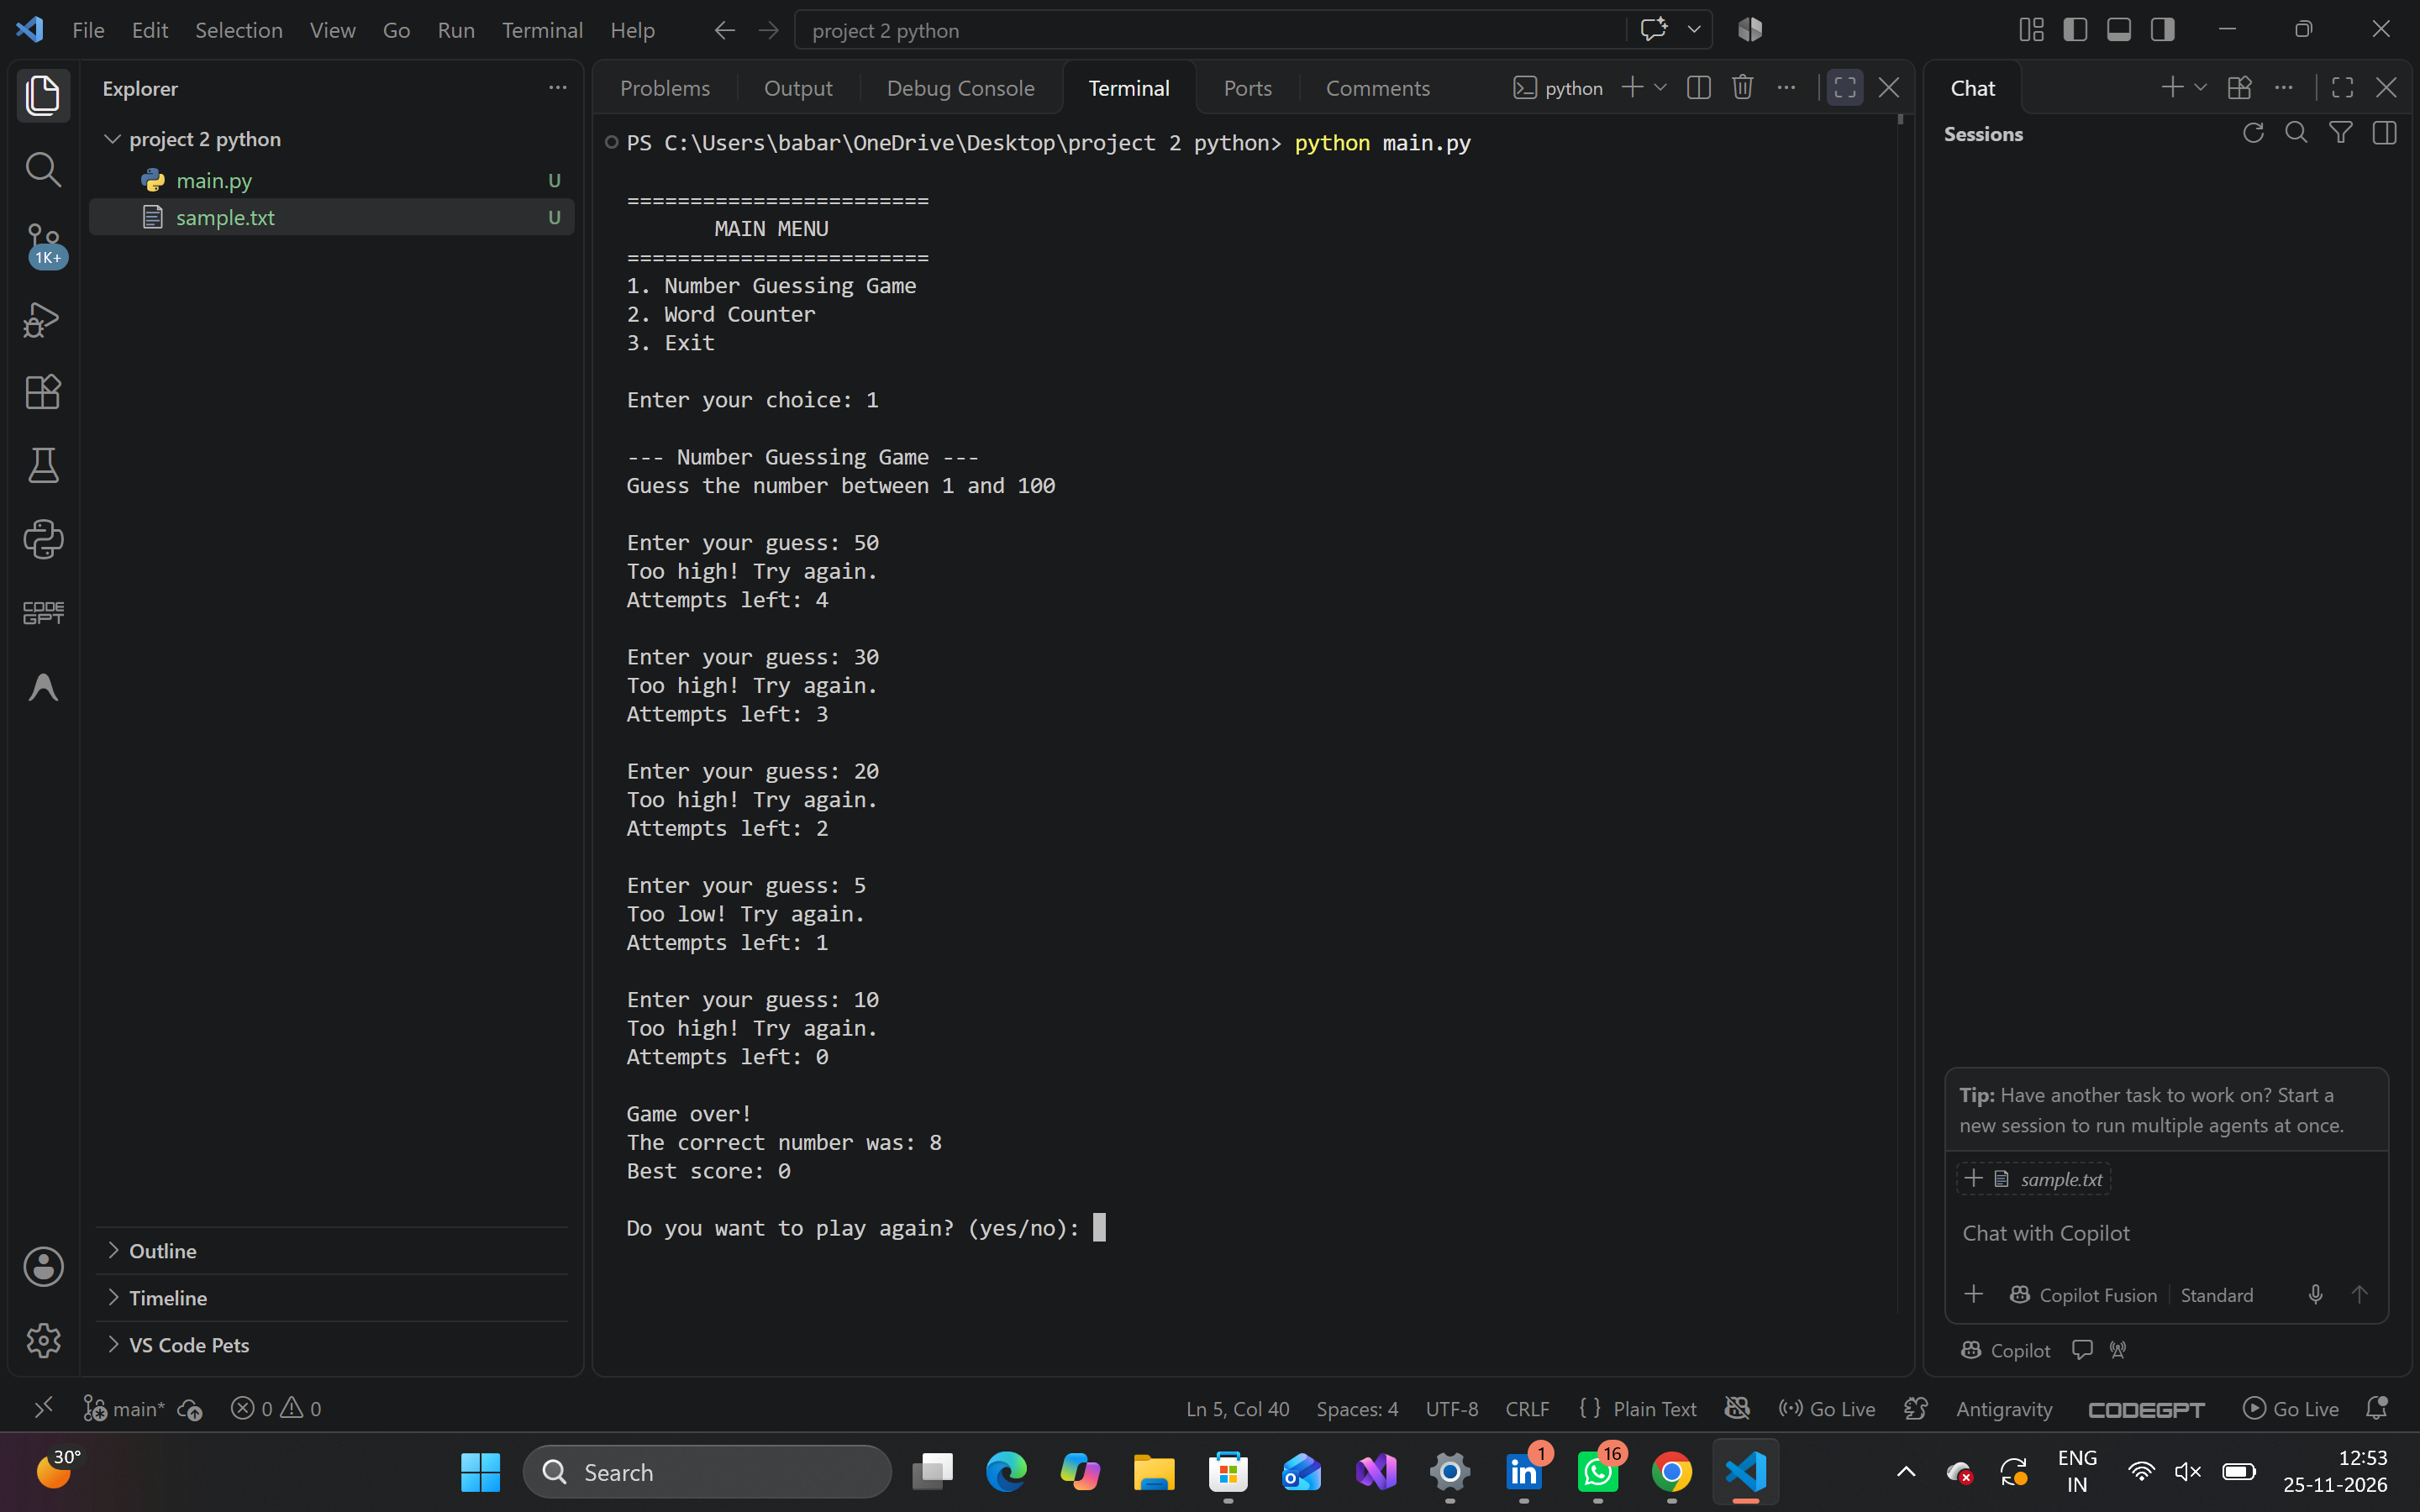 File Edit Selection View Go Run Terminal Help
project 2 python
Explorer
project 2 python
main.py U
sample.txt U
1K+
CODE
GPT
Outline
Timeline
VS Code Pets
Problems Output Debug Console Terminal Ports Comments
python
PS C:\Users\babar\OneDrive\Desktop\project 2 python> python main.py
========================
MAIN MENU
========================
1. Number Guessing Game
2. Word Counter
3. Exit
Enter your choice: 1
--- Number Guessing Game ---
Guess the number between 1 and 100
Enter your guess: 50
Too high! Try again.
Attempts left: 4
Enter your guess: 30
Too high! Try again.
Attempts left: 3
Enter your guess: 20
Too high! Try again.
Attempts left: 2
Enter your guess: 5
Too low! Try again.
Attempts left: 1
Enter your guess: 10
Too high! Try again.
Attempts left: 0
Game over!
The correct number was: 8
Best score: 0
Do you want to play again? (yes/no):
Chat
Sessions
Tip: Have another task to work on? Start a
new session to run multiple agents at once.
sample.txt
Chat with Copilot
Copilot Fusion Standard
Copilot
main* 0 0
Ln 5, Col 40 Spaces: 4 UTF-8 CRLF { } Plain Text Go Live Antigravity CODEGPT Go Live
30°
Search
1
16
ENG
IN
12:53
25-11-2026